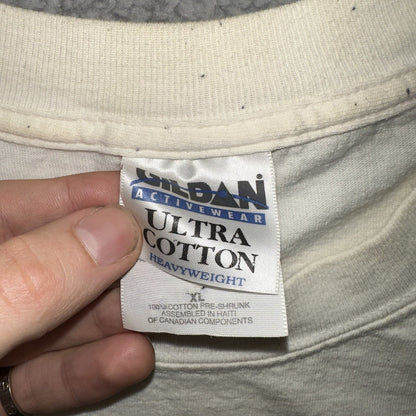 GILDAN
ACTIVEWEAR
ULTRA
COTTON
HEAVYWEIGHT
XL
100% COTTON PRE-SHRUNK
ASSEMBLED IN HAITI
OF CANADIAN COMPONENTS